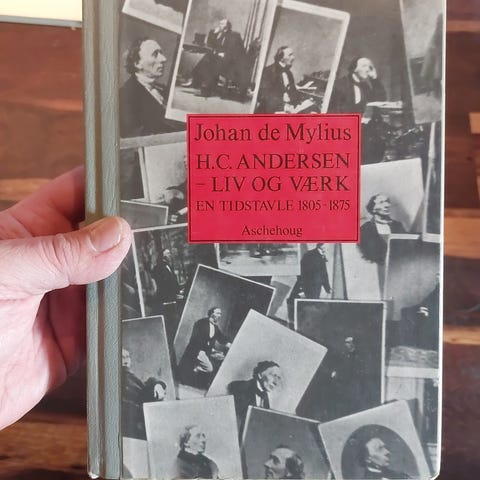 Johan de Mylius
H.C. ANDERSEN
– LIV OG VÆRK
EN TIDSTAVLE 1805-1875
Aschehoug